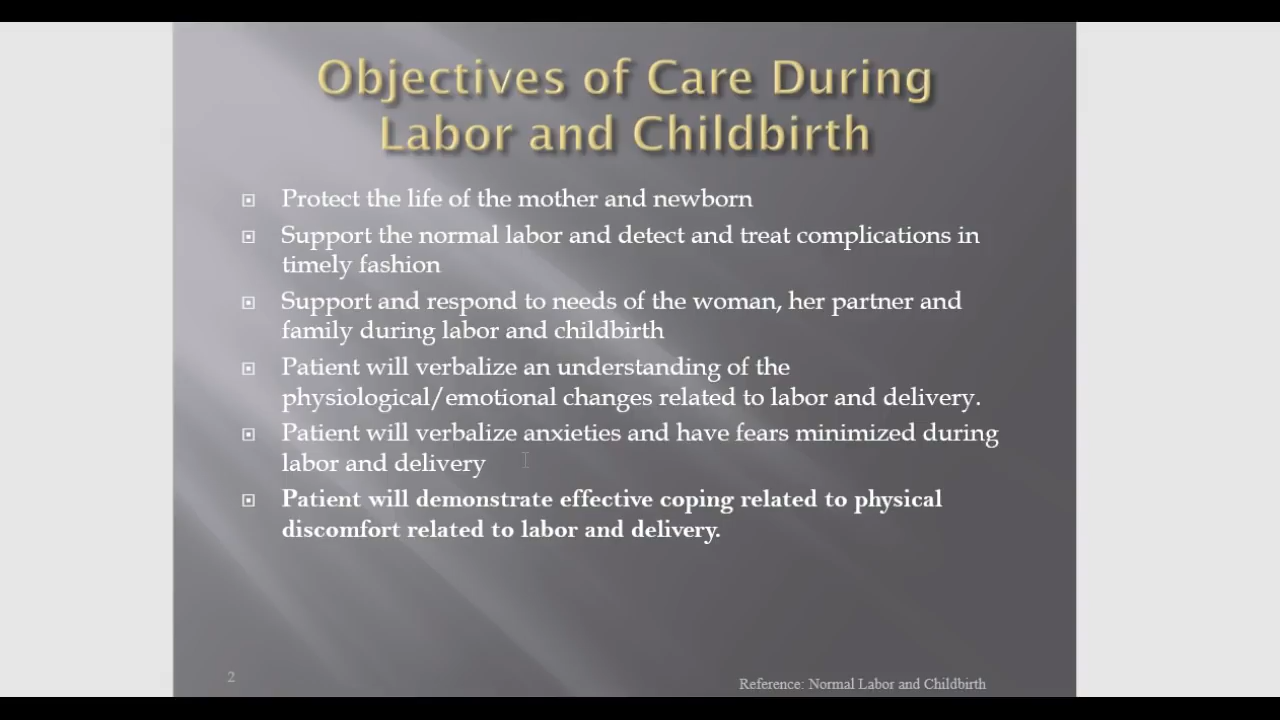 Objectives of Care During
Labor and Childbirth
Protect the life of the mother and newborn
Support the normal labor and detect and treat complications in
timely fashion
Support and respond to needs of the woman, her partner and
family during labor and childbirth
Patient will verbalize an understanding of the
physiological/emotional changes related to labor and delivery.
Patient will verbalize anxieties and have fears minimized during
labor and delivery
Patient will demonstrate effective coping related to physical
discomfort related to labor and delivery.
2
Reference: Normal Labor and Childbirth